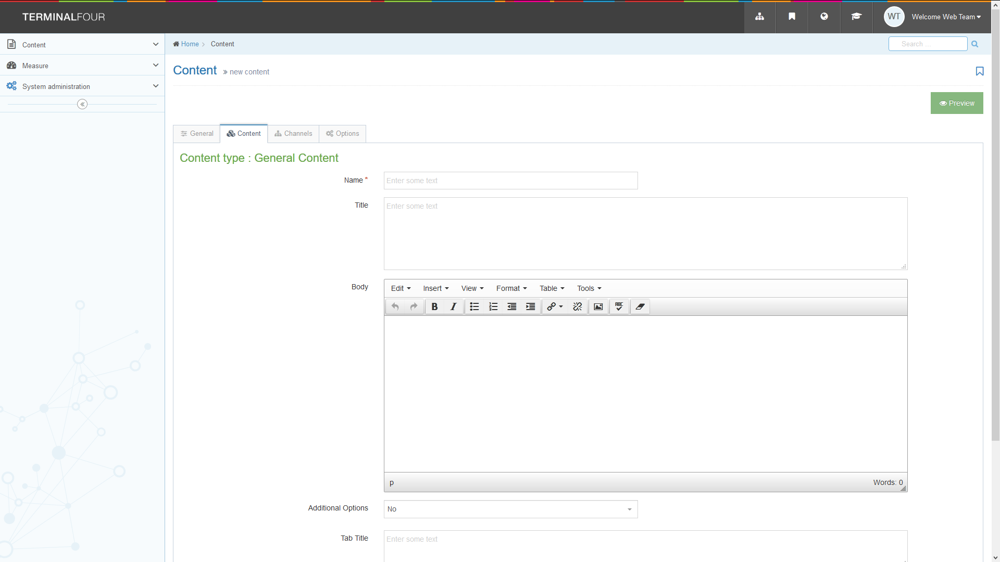 TERMINALFOUR
WT Welcome Web Team
Content
Measure
System administration
Home Content
Search ...
Content » new content
Preview
General Content Channels Options
Content type : General Content
Name * Enter some text
Title Enter some text
Body
Edit Insert View Format Table Tools
B I ABC
p Words: 0
Additional Options No
Tab Title Enter some text